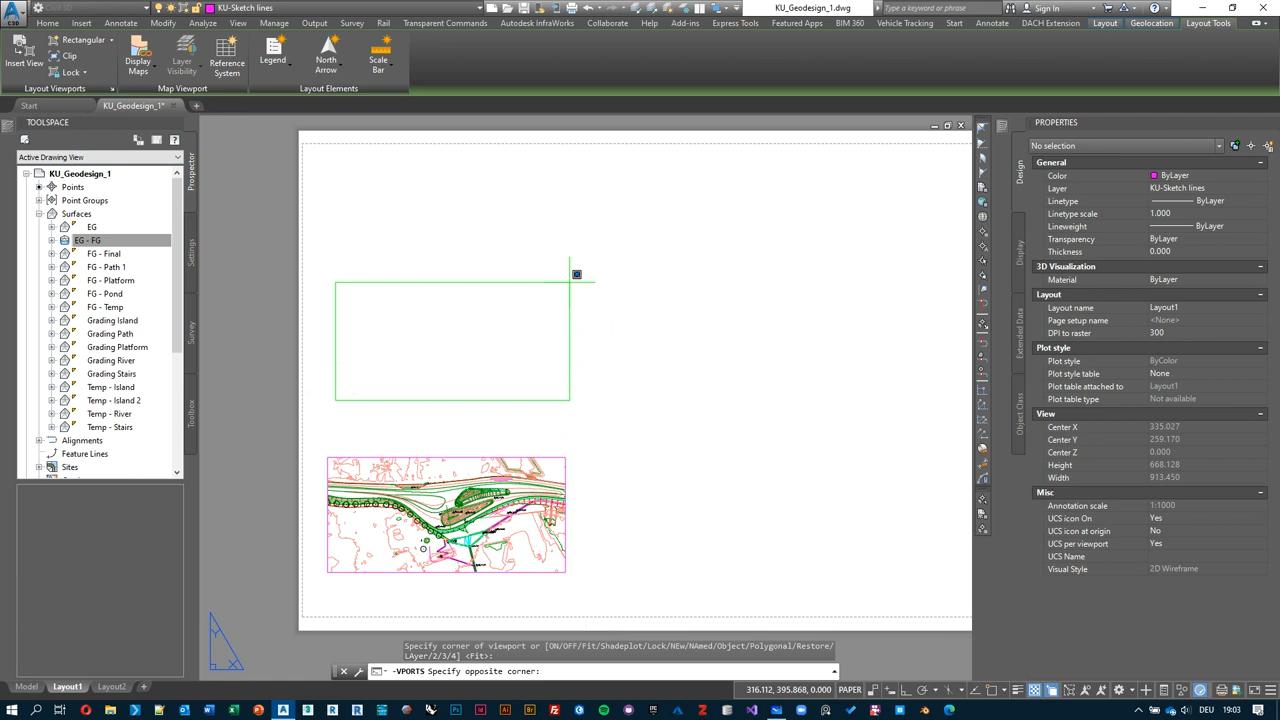 KU-Sketch lines
KU_Geodesign_1.dwg
Type a keyword or phrase
Sign In
C3D
Home Insert Annotate Modify Analyze View Manage Output Survey Rail Transparent Commands InfraWorks Collaborate Help Add-ins Express Tools Featured Apps BIM 360 Vehicle Tracking Start Annotate DACH Extension Layout Geolocation Layout Tools
Insert View
Rectangular
Clip
Lock
Display Maps
Layer Visibility
Reference System
Legend
North Arrow
Scale Bar
Layout Viewports
Map Viewport
Layout Elements
Start
KU_Geodesign_1*
TOOLSPACE
Active Drawing View
KU_Geodesign_1
Points
Point Groups
Surfaces
EG
EG - FG
FG - Final
FG - Path 1
FG - Platform
FG - Pond
FG - Temp
Grading Island
Grading Path
Grading Platform
Grading River
Grading Stairs
Temp - Island
Temp - Island 2
Temp - River
Temp - Stairs
Alignments
Feature Lines
Sites
Prospector
Settings
Survey
Toolbox
PROPERTIES
No selection
General
Color ByLayer
Layer KU-Sketch lines
Linetype ByLayer
Linetype scale 1.000
Lineweight ByLayer
Transparency ByLayer
Thickness 0.000
3D Visualization
Material ByLayer
Layout
Layout name Layout1
Page setup name <None>
DPI to raster 300
Plot style
Plot style ByColor
Plot style table None
Plot table attached to Layout1
Plot table type Not available
View
Center X 335.027
Center Y 259.170
Center Z 0.000
Height 668.128
Width 913.450
Misc
Annotation scale 1:1000
UCS icon On Yes
UCS icon at origin No
UCS per viewport Yes
UCS Name
Visual Style 2D Wireframe
Design
Display
Extended Data
Object Class
Y
X
Specify corner of viewport or [ON/OFF/Fit/Shadeplot/Lock/NEw/NAmed/Object/Polygonal/Restore/
LAyer/2/3/4] <Fit>:
-VPORTS Specify opposite corner:
Model Layout1 Layout2
316.112, 395.868, 0.000 PAPER
DEU 19:03